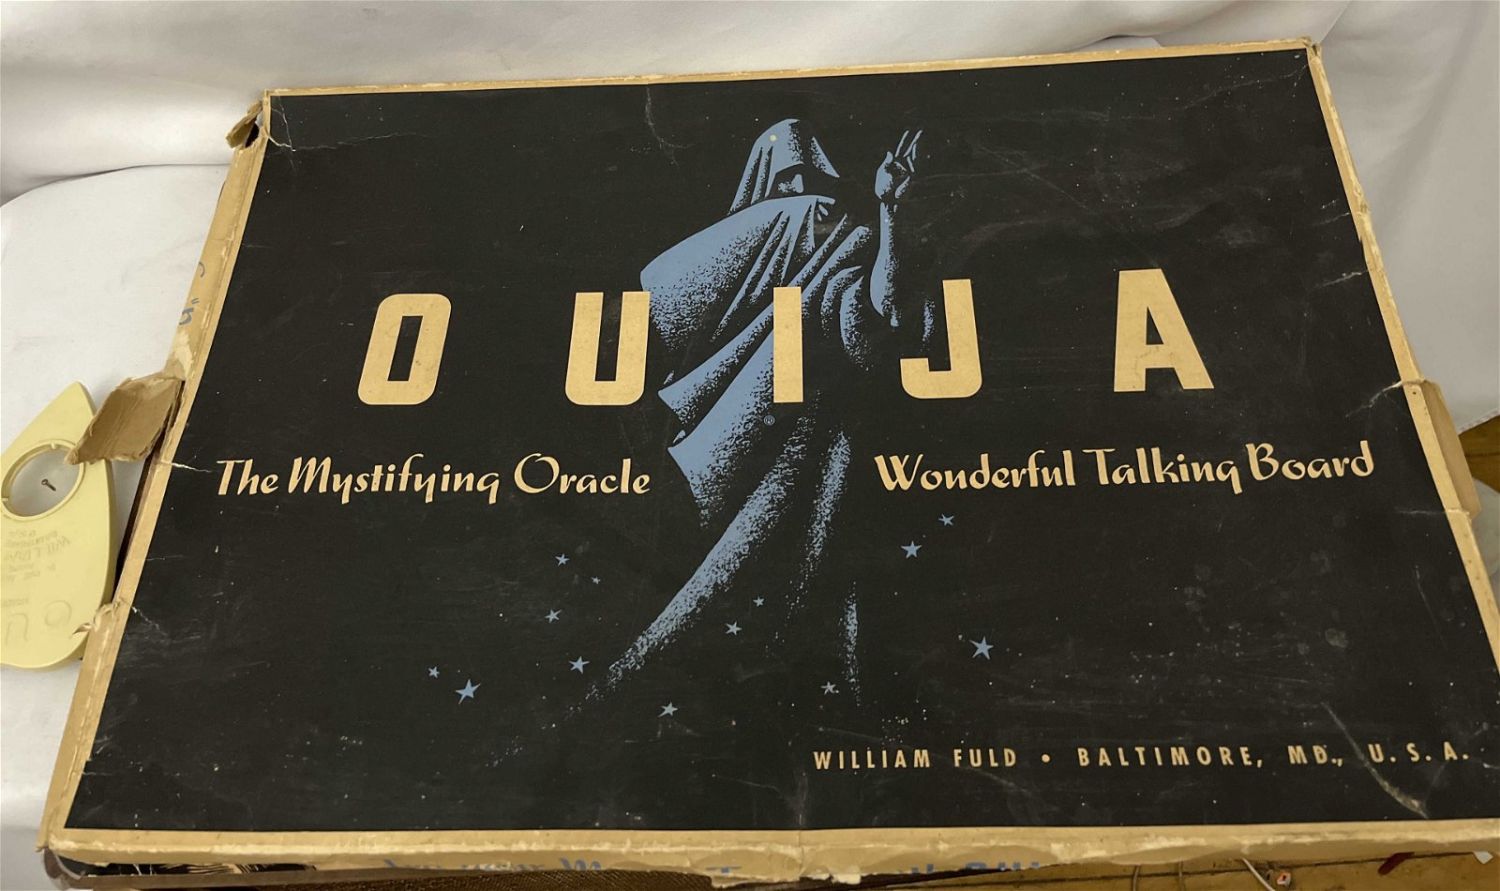 OUIJA
®
The Mystifying Oracle Wonderful Talking Board
WILLIAM FULD • BALTIMORE, MD., U.S.A.